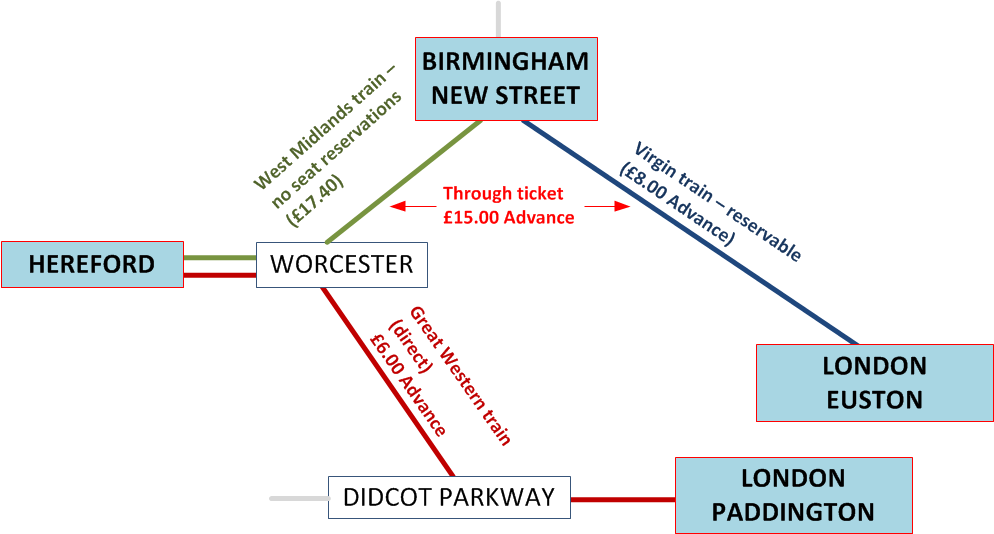 BIRMINGHAM
NEW STREET
West Midlands train –
no seat reservations
(£17.40)
Virgin train – reservable
(£8.00 Advance)
Through ticket
£15.00 Advance
HEREFORD
WORCESTER
Great Western train
(direct)
£6.00 Advance
LONDON
EUSTON
DIDCOT PARKWAY
LONDON
PADDINGTON